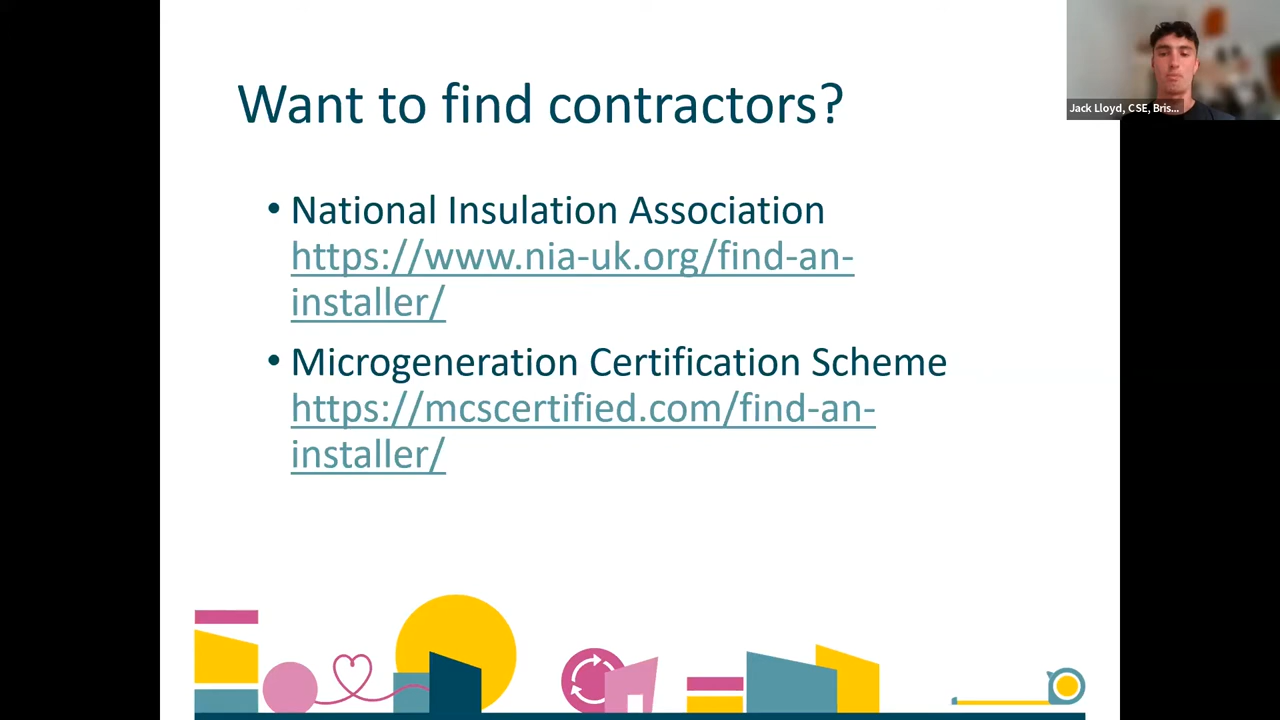 Want to find contractors?
Jack Lloyd, CSE, Bris...
• National Insulation Association
https://www.nia-uk.org/find-an-
installer/
• Microgeneration Certification Scheme
https://mcscertified.com/find-an-
installer/